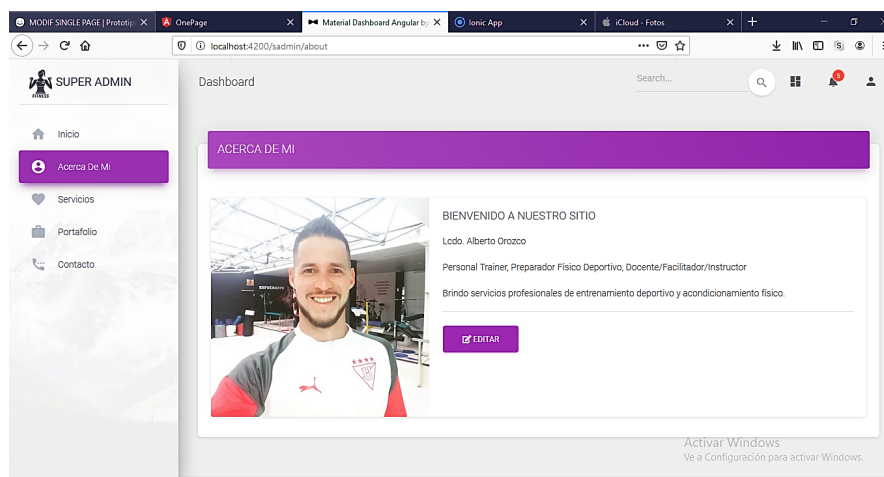 MODIF SINGLE PAGE | Prototip
OnePage
Material Dashboard Angular by
Ionic App
iCloud - Fotos
localhost:4200/sadmin/about
FITNESS
SUPER ADMIN
Dashboard
Search...
5
Inicio
Acerca De Mi
Servicios
Portafolio
Contacto
ACERCA DE MI
BIENVENIDO A NUESTRO SITIO
Lcdo. Alberto Orozco
Personal Trainer, Preparador Físico Deportivo, Docente/Facilitador/Instructor
Brindo servicios profesionales de entrenamiento deportivo y acondicionamiento físico.
EDITAR
Activar Windows
Ve a Configuración para activar Windows.